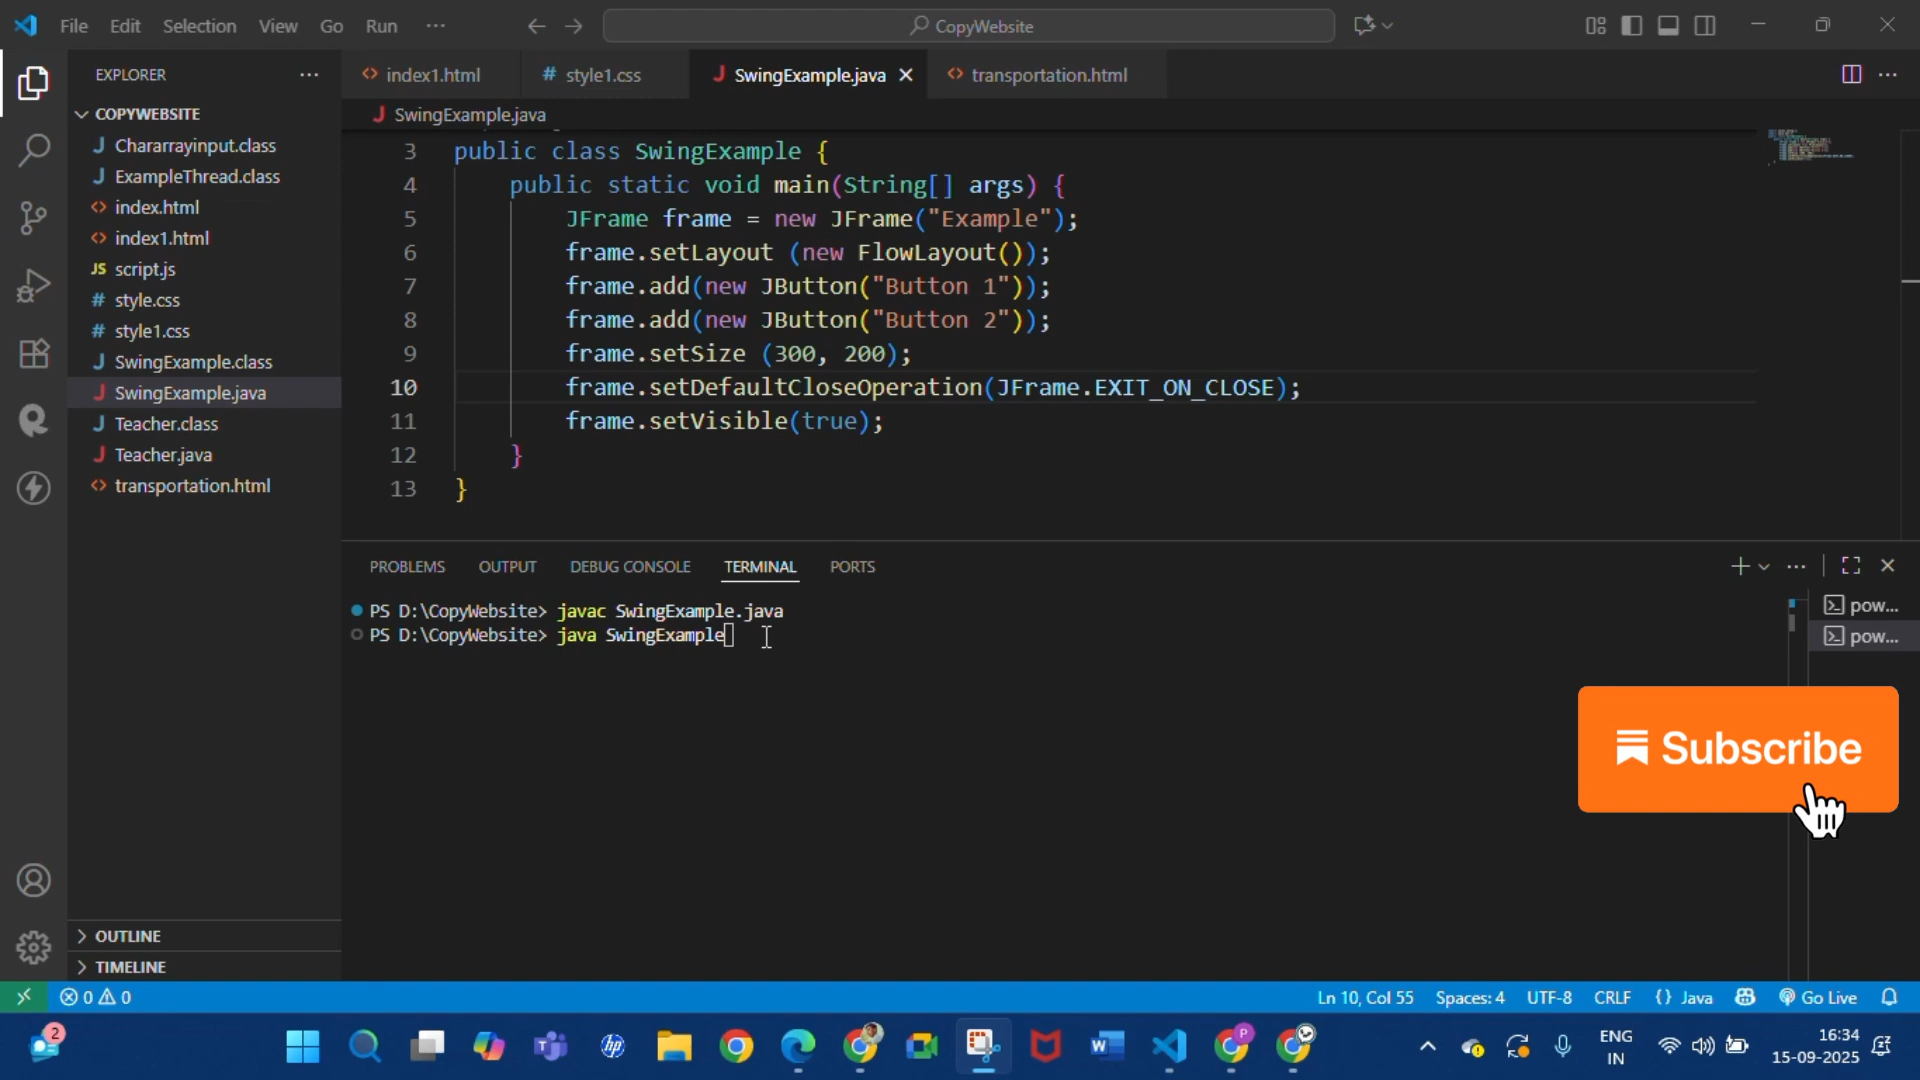 File Edit Selection View Go Run ···
CopyWebsite
EXPLORER ···
index1.html
# style1.css
J SwingExample.java
transportation.html
COPYWEBSITE
J SwingExample.java
J Chararrayinput.class
J ExampleThread.class
<> index.html
<> index1.html
JS script.js
# style.css
# style1.css
J SwingExample.class
J SwingExample.java
J Teacher.class
J Teacher.java
<> transportation.html
3 public class SwingExample {
4 public static void main(String[] args) {
5 JFrame frame = new JFrame("Example");
6 frame.setLayout (new FlowLayout());
7 frame.add(new JButton("Button 1"));
8 frame.add(new JButton("Button 2"));
9 frame.setSize (300, 200);
10 frame.setDefaultCloseOperation(JFrame.EXIT_ON_CLOSE);
11 frame.setVisible(true);
12 }
13 }
PROBLEMS OUTPUT DEBUG CONSOLE TERMINAL PORTS
PS D:\CopyWebsite> javac SwingExample.java
PS D:\CopyWebsite> java SwingExample
pow...
pow...
Subscribe
OUTLINE
TIMELINE
0 0
Ln 10, Col 55 Spaces: 4 UTF-8 CRLF {} Java Go Live
2
hp
W
P
ENG
IN
16:34
15-09-2025